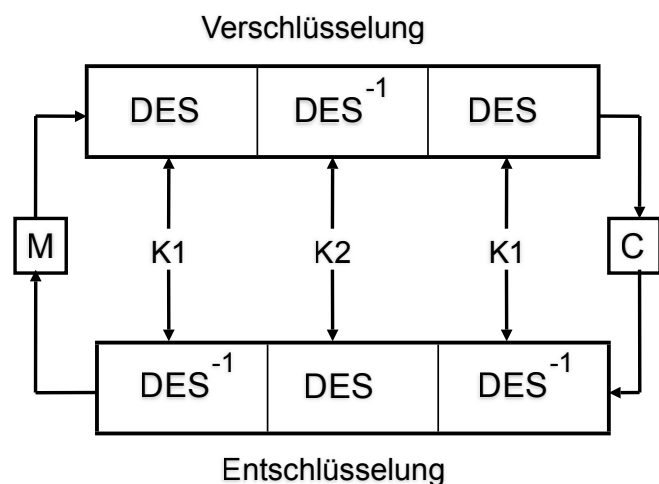 Verschlüsselung
DES DES⁻¹ DES
M K1 K2 K1 C
DES⁻¹ DES DES⁻¹
Entschlüsselung